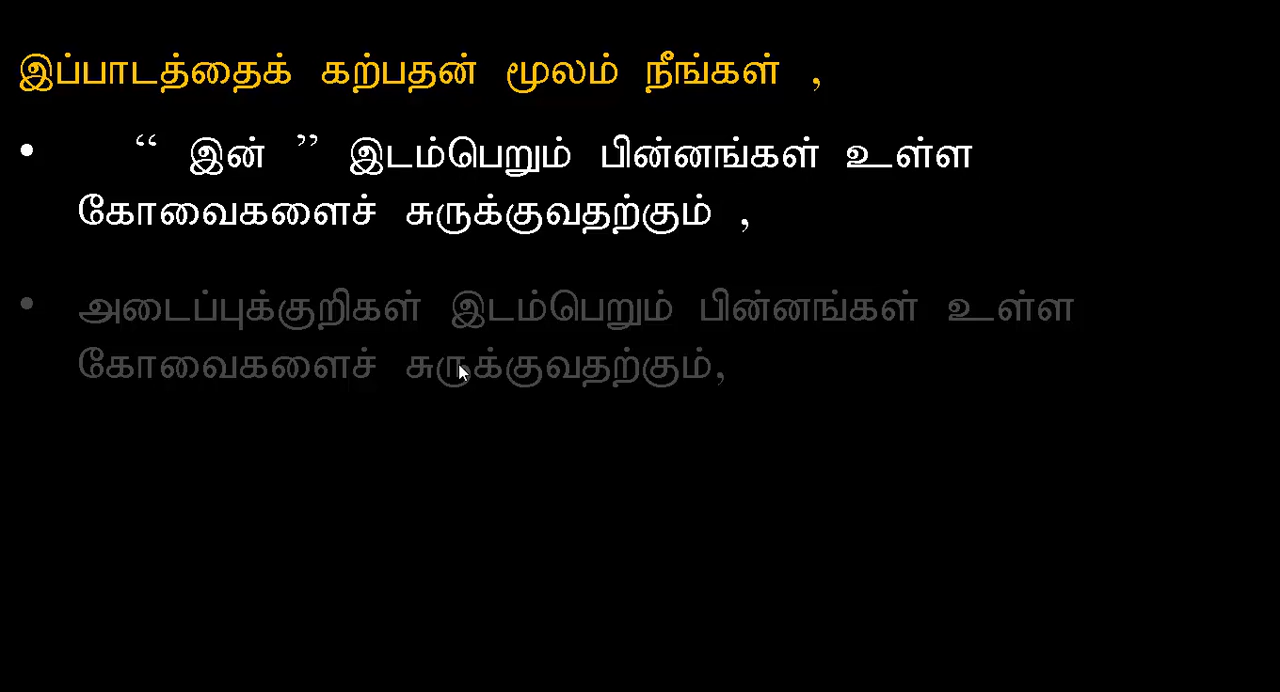 இப்பாடத்தைக் கற்பதன் மூலம் நீங்கள் ,
• “ இன் ” இடம்பெறும் பின்னங்கள் உள்ள
கோவைகளைச் சுருக்குவதற்கும் ,
• அடைப்புக்குறிகள் இடம்பெறும் பின்னங்கள் உள்ள
கோவைகளைச் சுருக்குவதற்கும்,